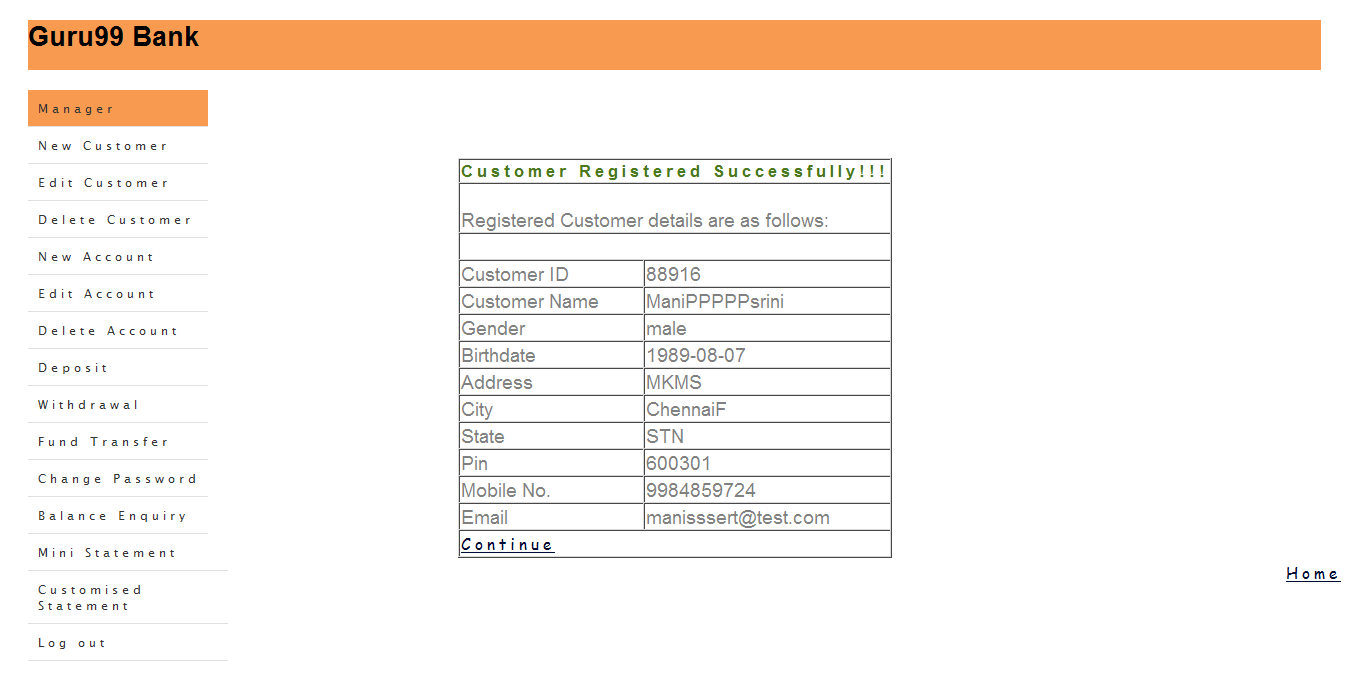 Guru99 Bank
Manager
New Customer
Edit Customer
Delete Customer
New Account
Edit Account
Delete Account
Deposit
Withdrawal
Fund Transfer
Change Password
Balance Enquiry
Mini Statement
Customised
Statement
Log out
Customer Registered Successfully!!!
Registered Customer details are as follows:
Customer ID 88916
Customer Name ManiPPPPPsrini
Gender male
Birthdate 1989-08-07
Address MKMS
City ChennaiF
State STN
Pin 600301
Mobile No. 9984859724
Email manisssert@test.com
Continue
Home